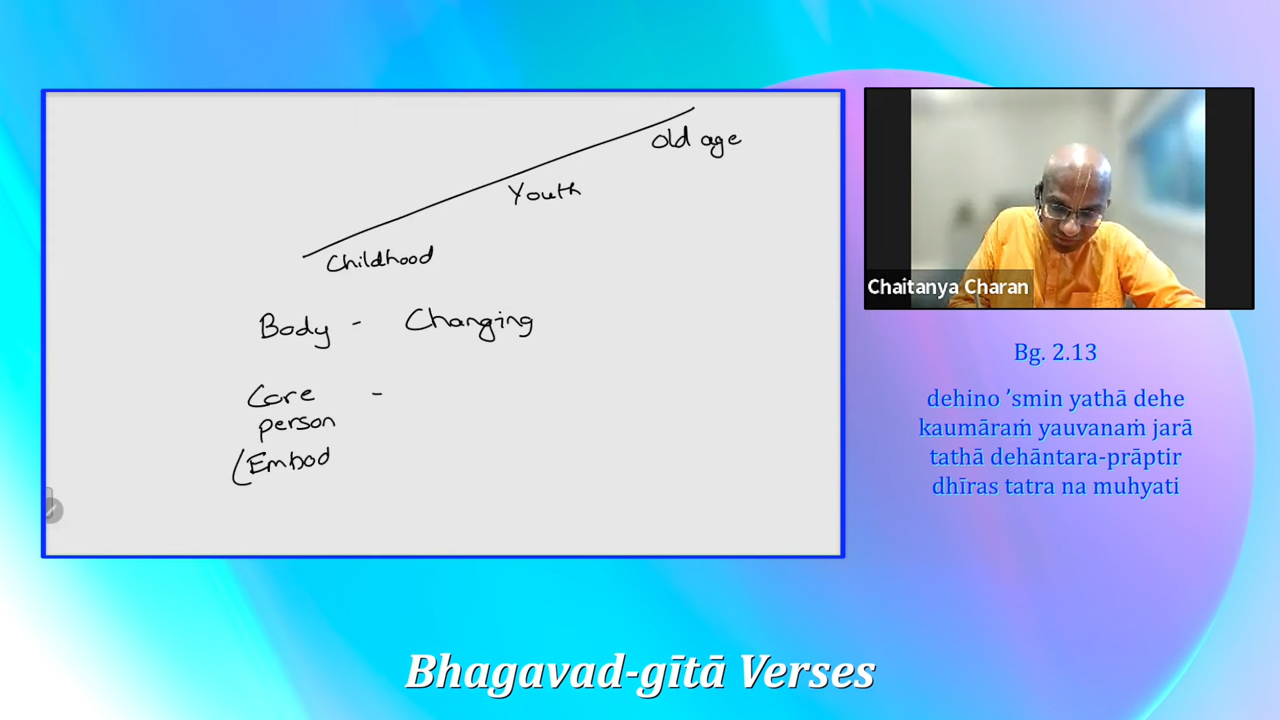 Old age
Youth
Childhood
Body - Changing
Core -
person
(Embod
Chaitanya Charan
Bg. 2.13
dehino ’smin yathā dehe
kaumāraṁ yauvanaṁ jarā
tathā dehāntara-prāptir
dhīras tatra na muhyati
Bhagavad-gītā Verses